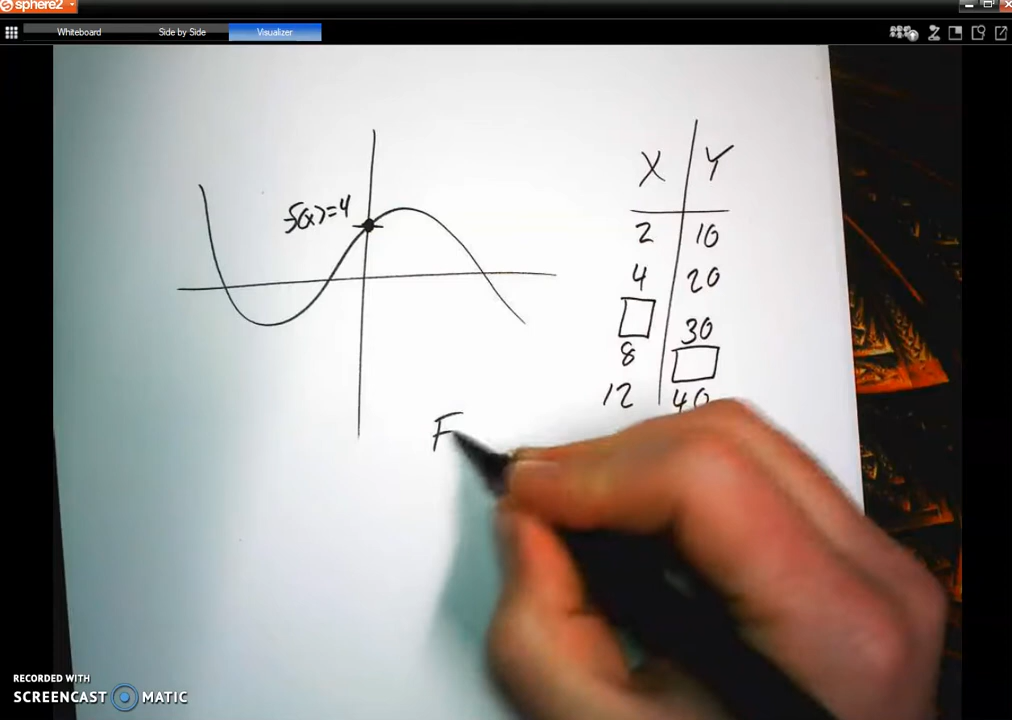 sphere2
Whiteboard Side by Side Visualizer
f(x)=4
X Y
2 10
4 20
30
8
12 40
F
RECORDED WITH
SCREENCAST MATIC